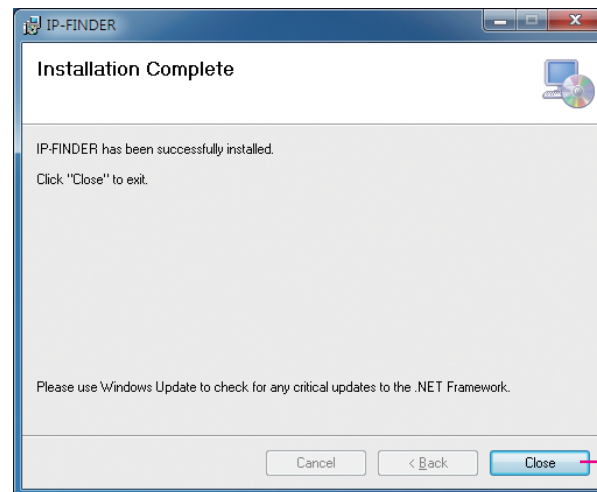 IP-FINDER
Installation Complete
IP-FINDER has been successfully installed.
Click "Close" to exit.
Please use Windows Update to check for any critical updates to the .NET Framework.
Cancel
< Back
Close